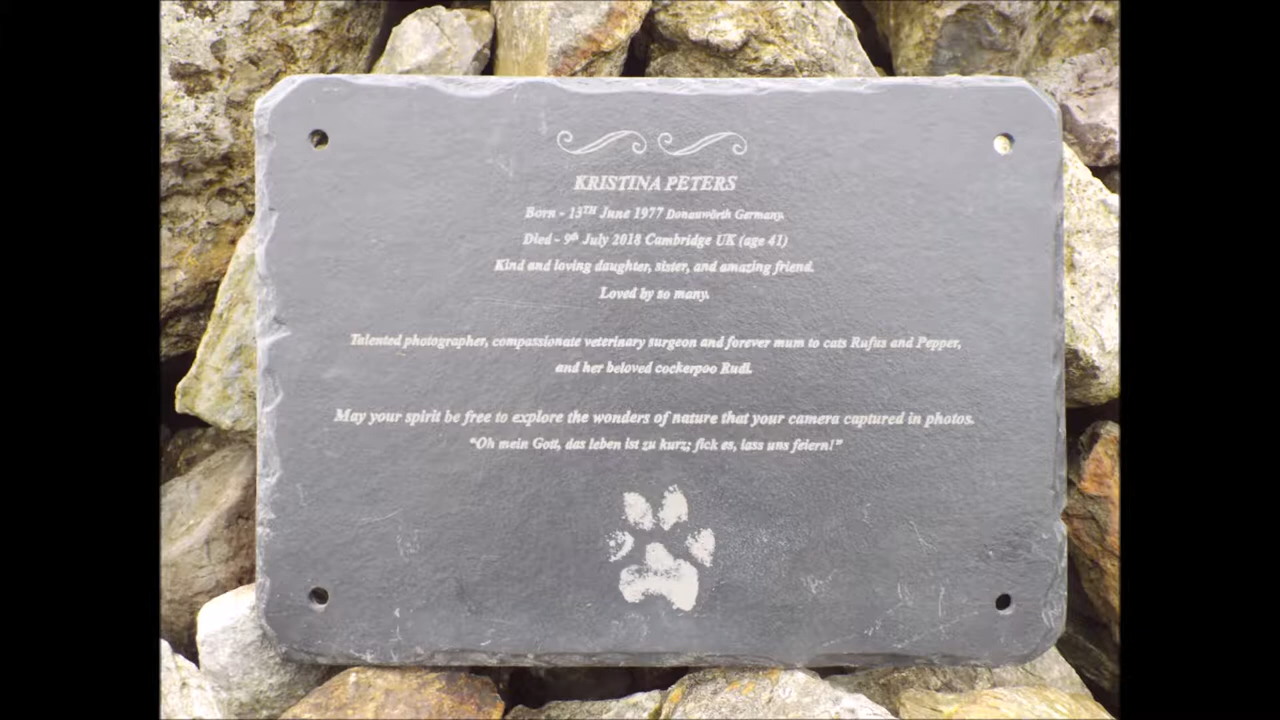 KRISTINA PETERS
Born - 13TH June 1977 Donauwörth Germany.
Died - 9th July 2018 Cambridge UK (age 41)
Kind and loving daughter, sister, and amazing friend.
Loved by so many.
Talented photographer, compassionate veterinary surgeon and forever mum to cats Rufus and Pepper,
and her beloved cockerpoo Rudi.
May your spirit be free to explore the wonders of nature that your camera captured in photos.
“Oh mein Gott, das leben ist zu kurz; fick es, lass uns feiern!”